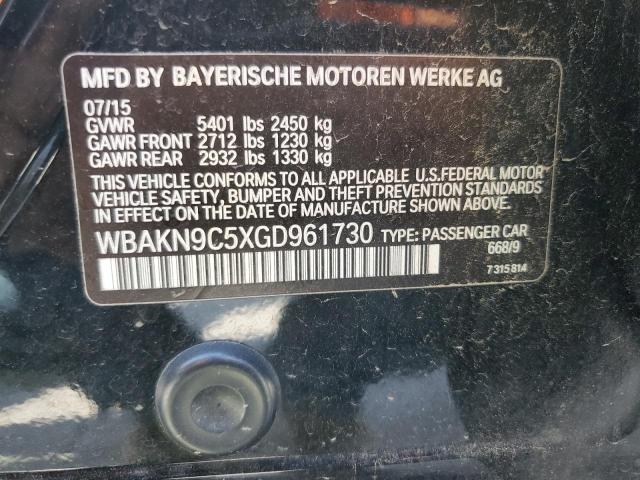 MFD BY BAYERISCHE MOTOREN WERKE AG
07/15
GVWR 5401 lbs 2450 kg
GAWR FRONT 2712 lbs 1230 kg
GAWR REAR 2932 lbs 1330 kg
THIS VEHICLE CONFORMS TO ALL APPLICABLE U.S.FEDERAL MOTOR
VEHICLE SAFETY, BUMPER AND THEFT PREVENTION STANDARDS
IN EFFECT ON THE DATE OF MANUFACTURE SHOWN ABOVE.
WBAKN9C5XGD961730 TYPE: PASSENGER CAR
668/9
7315814